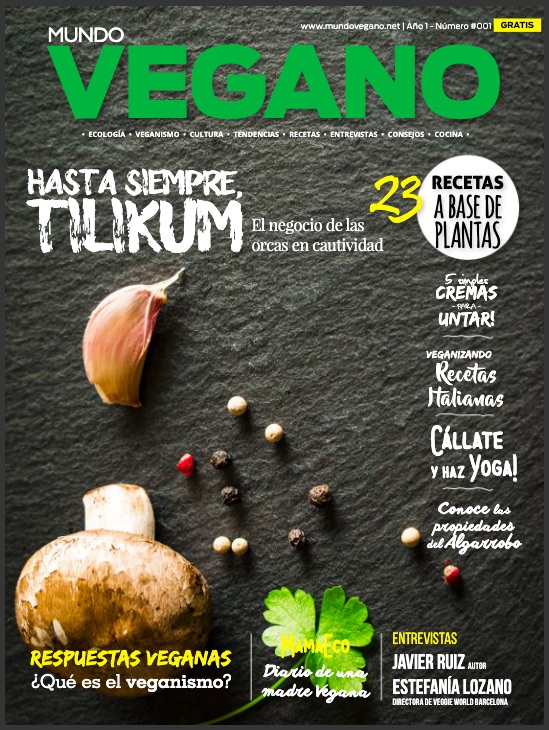 www.mundovegano.net | Año 1 - Número #001 GRATIS
MUNDO
VEGANO
• ECOLOGÍA • VEGANISMO • CULTURA • TENDENCIAS • RECETAS • ENTREVISTAS • CONSEJOS • COCINA •
HASTA SIEMPRE,
TILIKUM
El negocio de las
orcas en cautividad
23
RECETAS
A BASE DE
PLANTAS
5 simples
CREMAS
-PARA-
UNTAR!
VEGANIZANDO
Recetas
Italianas
CÁLLATE
Y HAZ YOGA!
Conoce las
propiedades
del Algarrobo
RESPUESTAS VEGANAS
¿Qué es el veganismo?
MAMÁECO
Diario de una
madre Vegana
ENTREVISTAS
JAVIER RUIZ AUTOR
ESTEFANÍA LOZANO
DIRECTORA DE VEGGIE WORLD BARCELONA